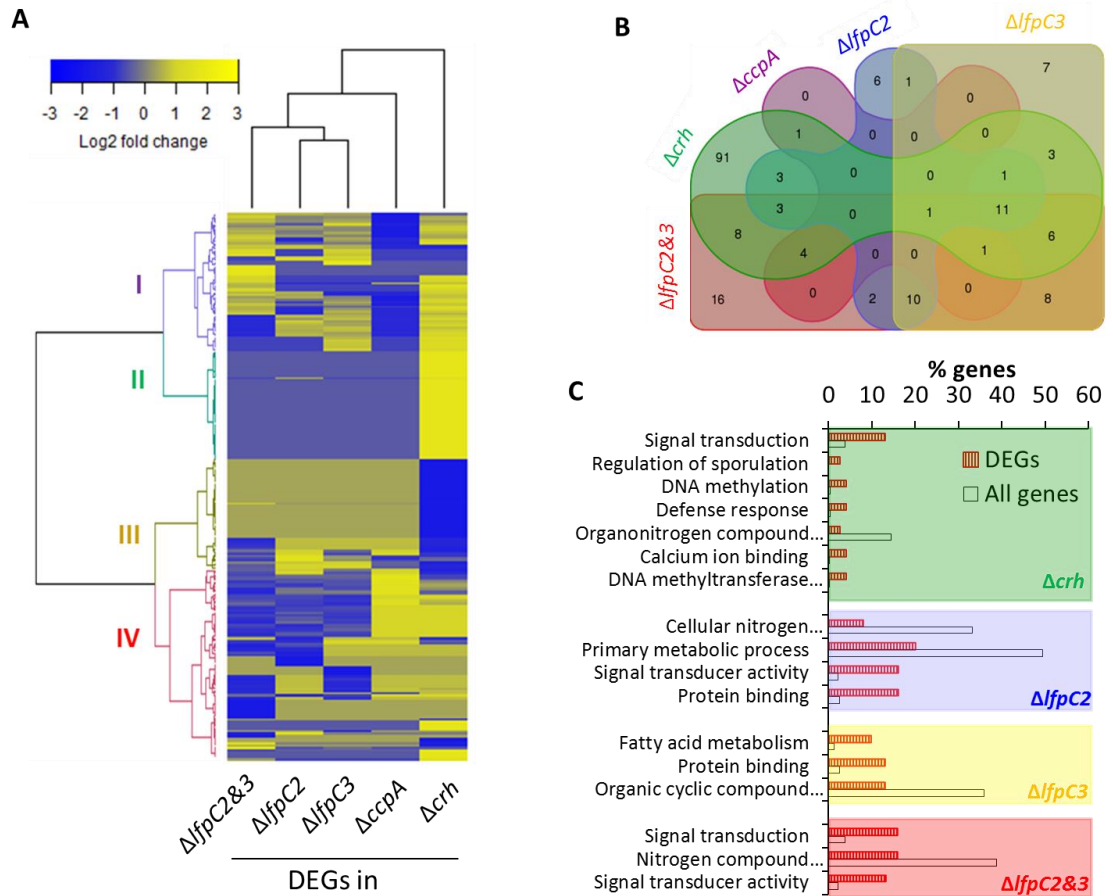 A
-3 -2 -1 0 1 2 3
Log2 fold change
I
II
III
IV
ΔlfpC2&3
ΔlfpC2
ΔlfpC3
ΔccpA
Δcrh
DEGs in
B
ΔlfpC2
ΔlfpC3
ΔccpA
Δcrh
ΔlfpC2&3
6 1 7
0 0
1 0 0 0
91 3
3 0 0 1
3 0 1 11
8 6
4 0 0 1
16 0 2 10 0 8
C
% genes
0 10 20 30 40 50 60
Signal transduction
Regulation of sporulation
DNA methylation
Defense response
Organonitrogen compound...
Calcium ion binding
DNA methyltransferase...
DEGs
All genes
Δcrh
Cellular nitrogen...
Primary metabolic process
Signal transducer activity
Protein binding
ΔlfpC2
Fatty acid metabolism
Protein binding
Organic cyclic compound...
ΔlfpC3
Signal transduction
Nitrogen compound...
Signal transducer activity
ΔlfpC2&3